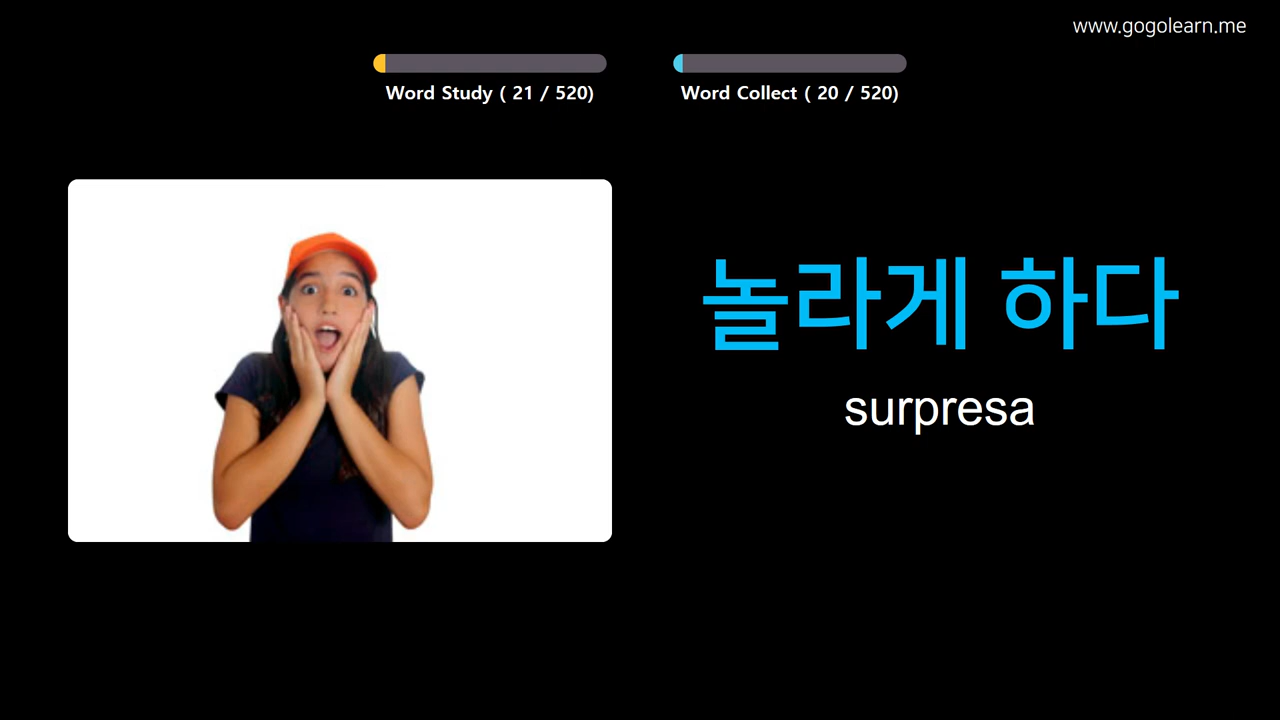 www.gogolearn.me
Word Study ( 21 / 520)
Word Collect ( 20 / 520)
놀라게 하다
surpresa